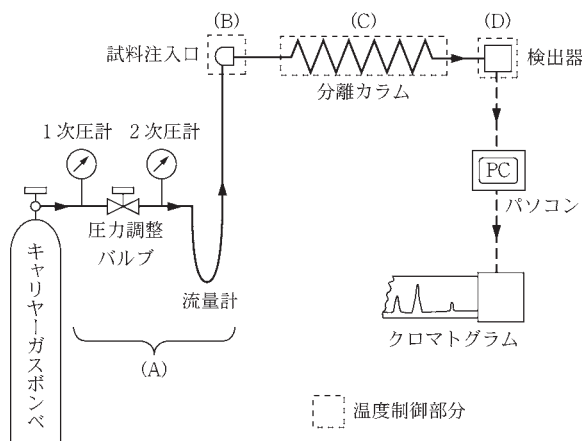 (B)
(C)
(D)
試料注入口
検出器
分離カラム
1次圧計
2次圧計
PC
パソコン
圧力調整
バルブ
キャリヤーガスボンベ
流量計
クロマトグラム
(A)
温度制御部分